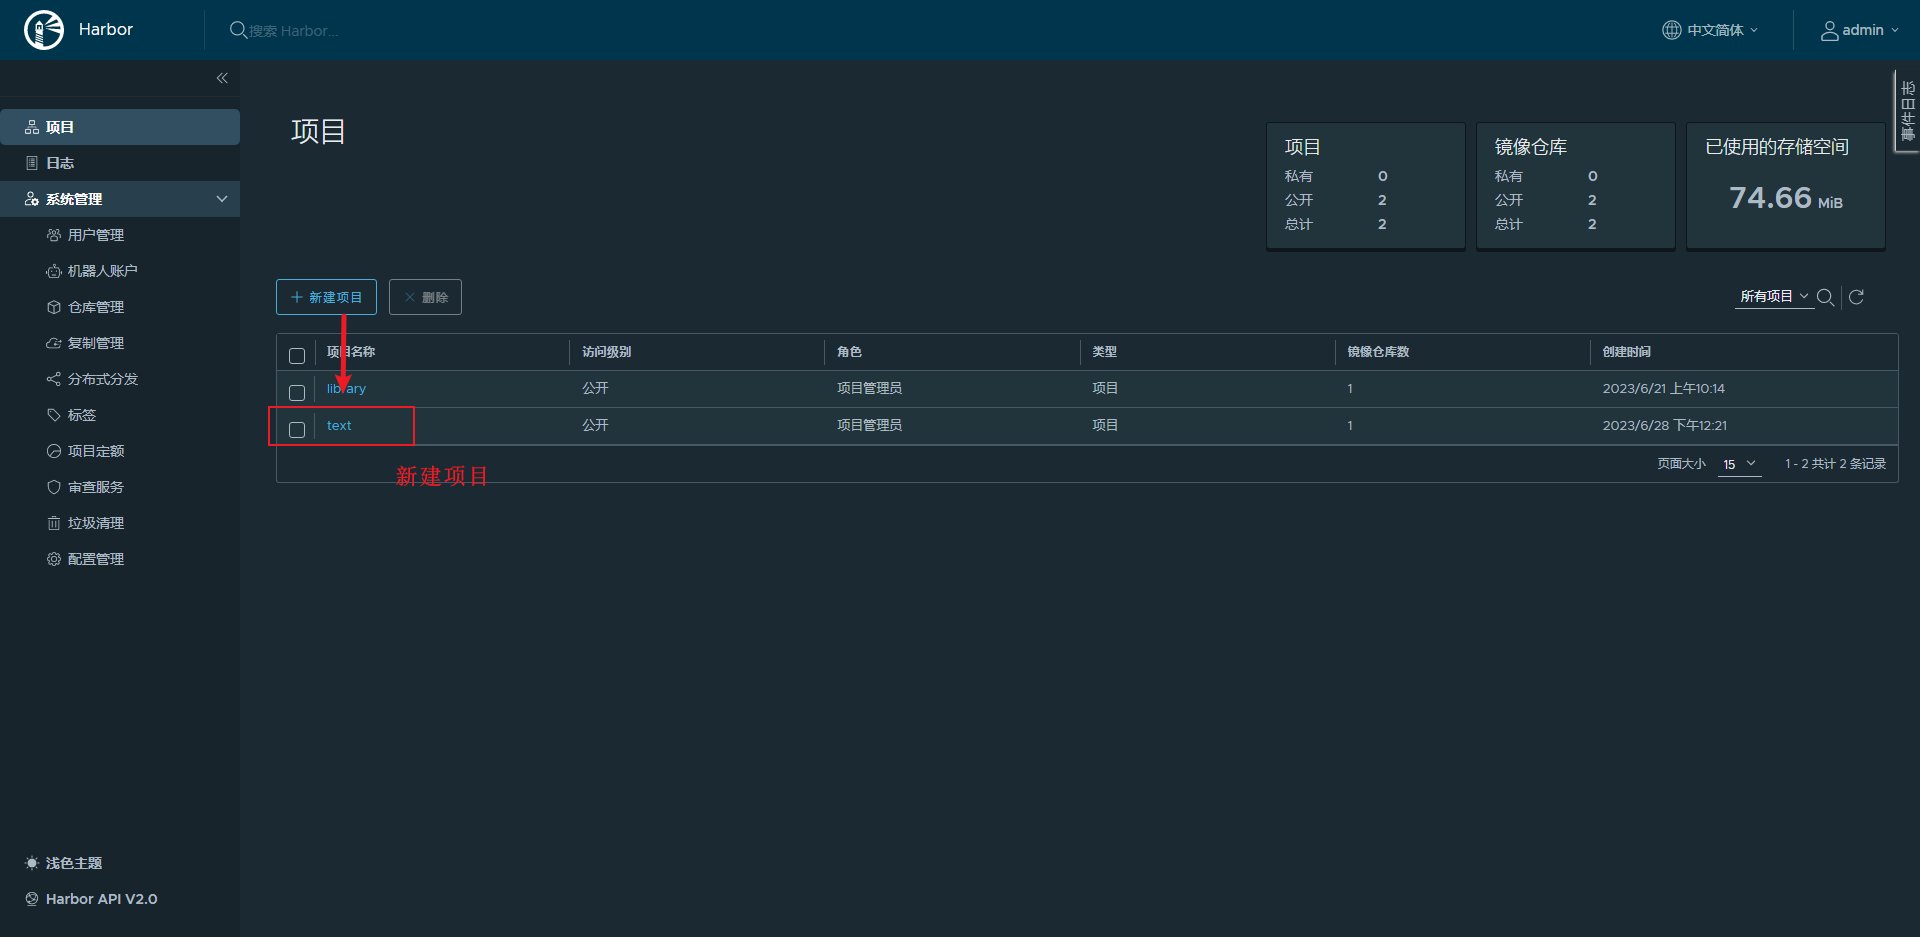 Harbor
搜索 Harbor...
中文简体
admin
事件日志
项目
日志
系统管理
用户管理
机器人账户
仓库管理
复制管理
分布式分发
标签
项目定额
审查服务
垃圾清理
配置管理
浅色主题
Harbor API V2.0
项目
项目
私有 0
公开 2
总计 2
镜像仓库
私有 0
公开 2
总计 2
已使用的存储空间
74.66 MiB
新建项目 删除
所有项目
项目名称 访问级别 角色 类型 镜像仓库数 创建时间
library 公开 项目管理员 项目 1 2023/6/21 上午10:14
text 公开 项目管理员 项目 1 2023/6/28 下午12:21
页面大小 15 1 - 2 共计 2 条记录
新建项目